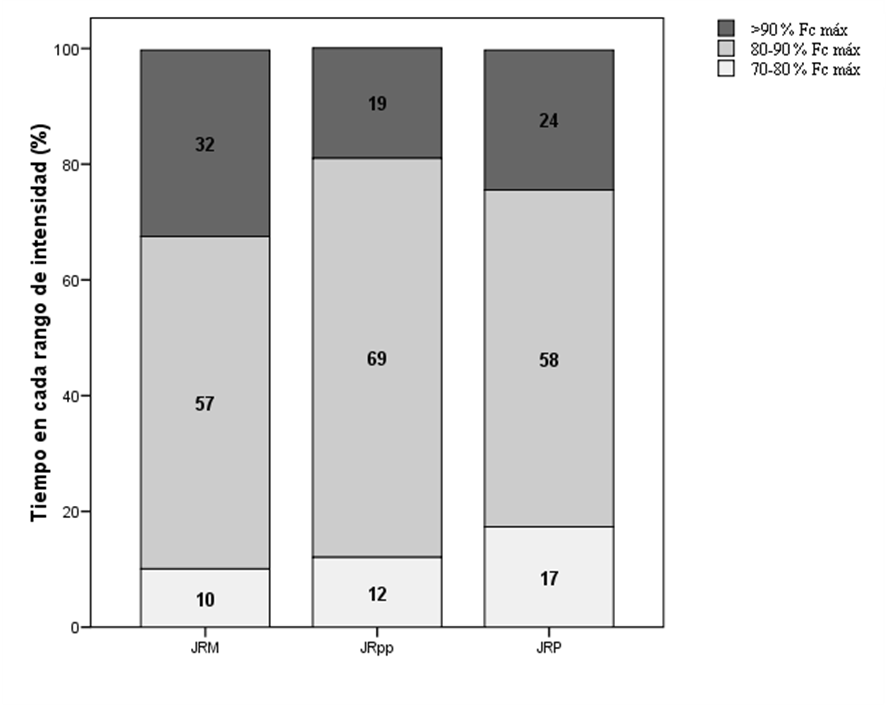 >90% Fc máx
80-90% Fc máx
70-80% Fc máx
Tiempo en cada rango de intensidad (%)
100
80
60
40
20
0
32
57
10
19
69
12
24
58
17
JRM
JRpp
JRP